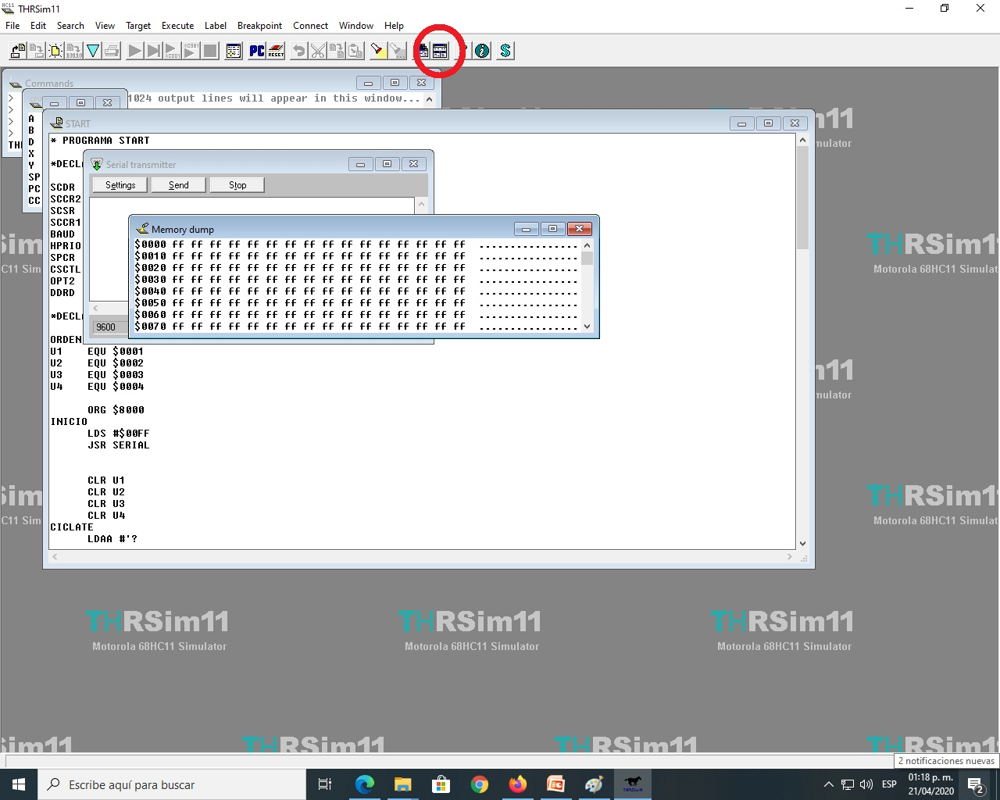 THRSim11
File Edit Search View Target Execute Label Breakpoint Connect Window Help
PC RESET
Commands
1024 output lines will appear in this window...
A
B
D
X
Y
SP
PC
CC
START
* PROGRAMA START
SCDR
SCCR2
SCSR
SCCR1
BAUD
HPRIO
SPCR
CSCTL
OPT2
DDRD
ORDEN
U1 EQU $0001
U2 EQU $0002
U3 EQU $0003
U4 EQU $0004
ORG $8000
INICIO
LDS #$00FF
JSR SERIAL
CLR U1
CLR U2
CLR U3
CLR U4
CICLATE
LDAA #'?
Serial transmitter
Settings Send Stop
9600
Memory dump
$0000 ff ff ff ff ff ff ff ff ff ff ff ff ff ff ff ff ................
$0010 ff ff ff ff ff ff ff ff ff ff ff ff ff ff ff ff ................
$0020 ff ff ff ff ff ff ff ff ff ff ff ff ff ff ff ff ................
$0030 ff ff ff ff ff ff ff ff ff ff ff ff ff ff ff ff ................
$0040 ff ff ff ff ff ff ff ff ff ff ff ff ff ff ff ff ................
$0050 ff ff ff ff ff ff ff ff ff ff ff ff ff ff ff ff ................
$0060 ff ff ff ff ff ff ff ff ff ff ff ff ff ff ff ff ................
$0070 ff ff ff ff ff ff ff ff ff ff ff ff ff ff ff ff ................
THRSim11
Motorola 68HC11 Simulat
THRSim11
Motorola 68HC11 Simulat
THRSim11
Motorola 68HC11 Simulator
THRSim11
Motorola 68HC11 Simulator
THRSim11
Motorola 68HC11 Simulator
THRSim11
THRSim11
2 notificaciones nuevas
Escribe aquí para buscar
ESP
01:18 p. m.
21/04/2020
2